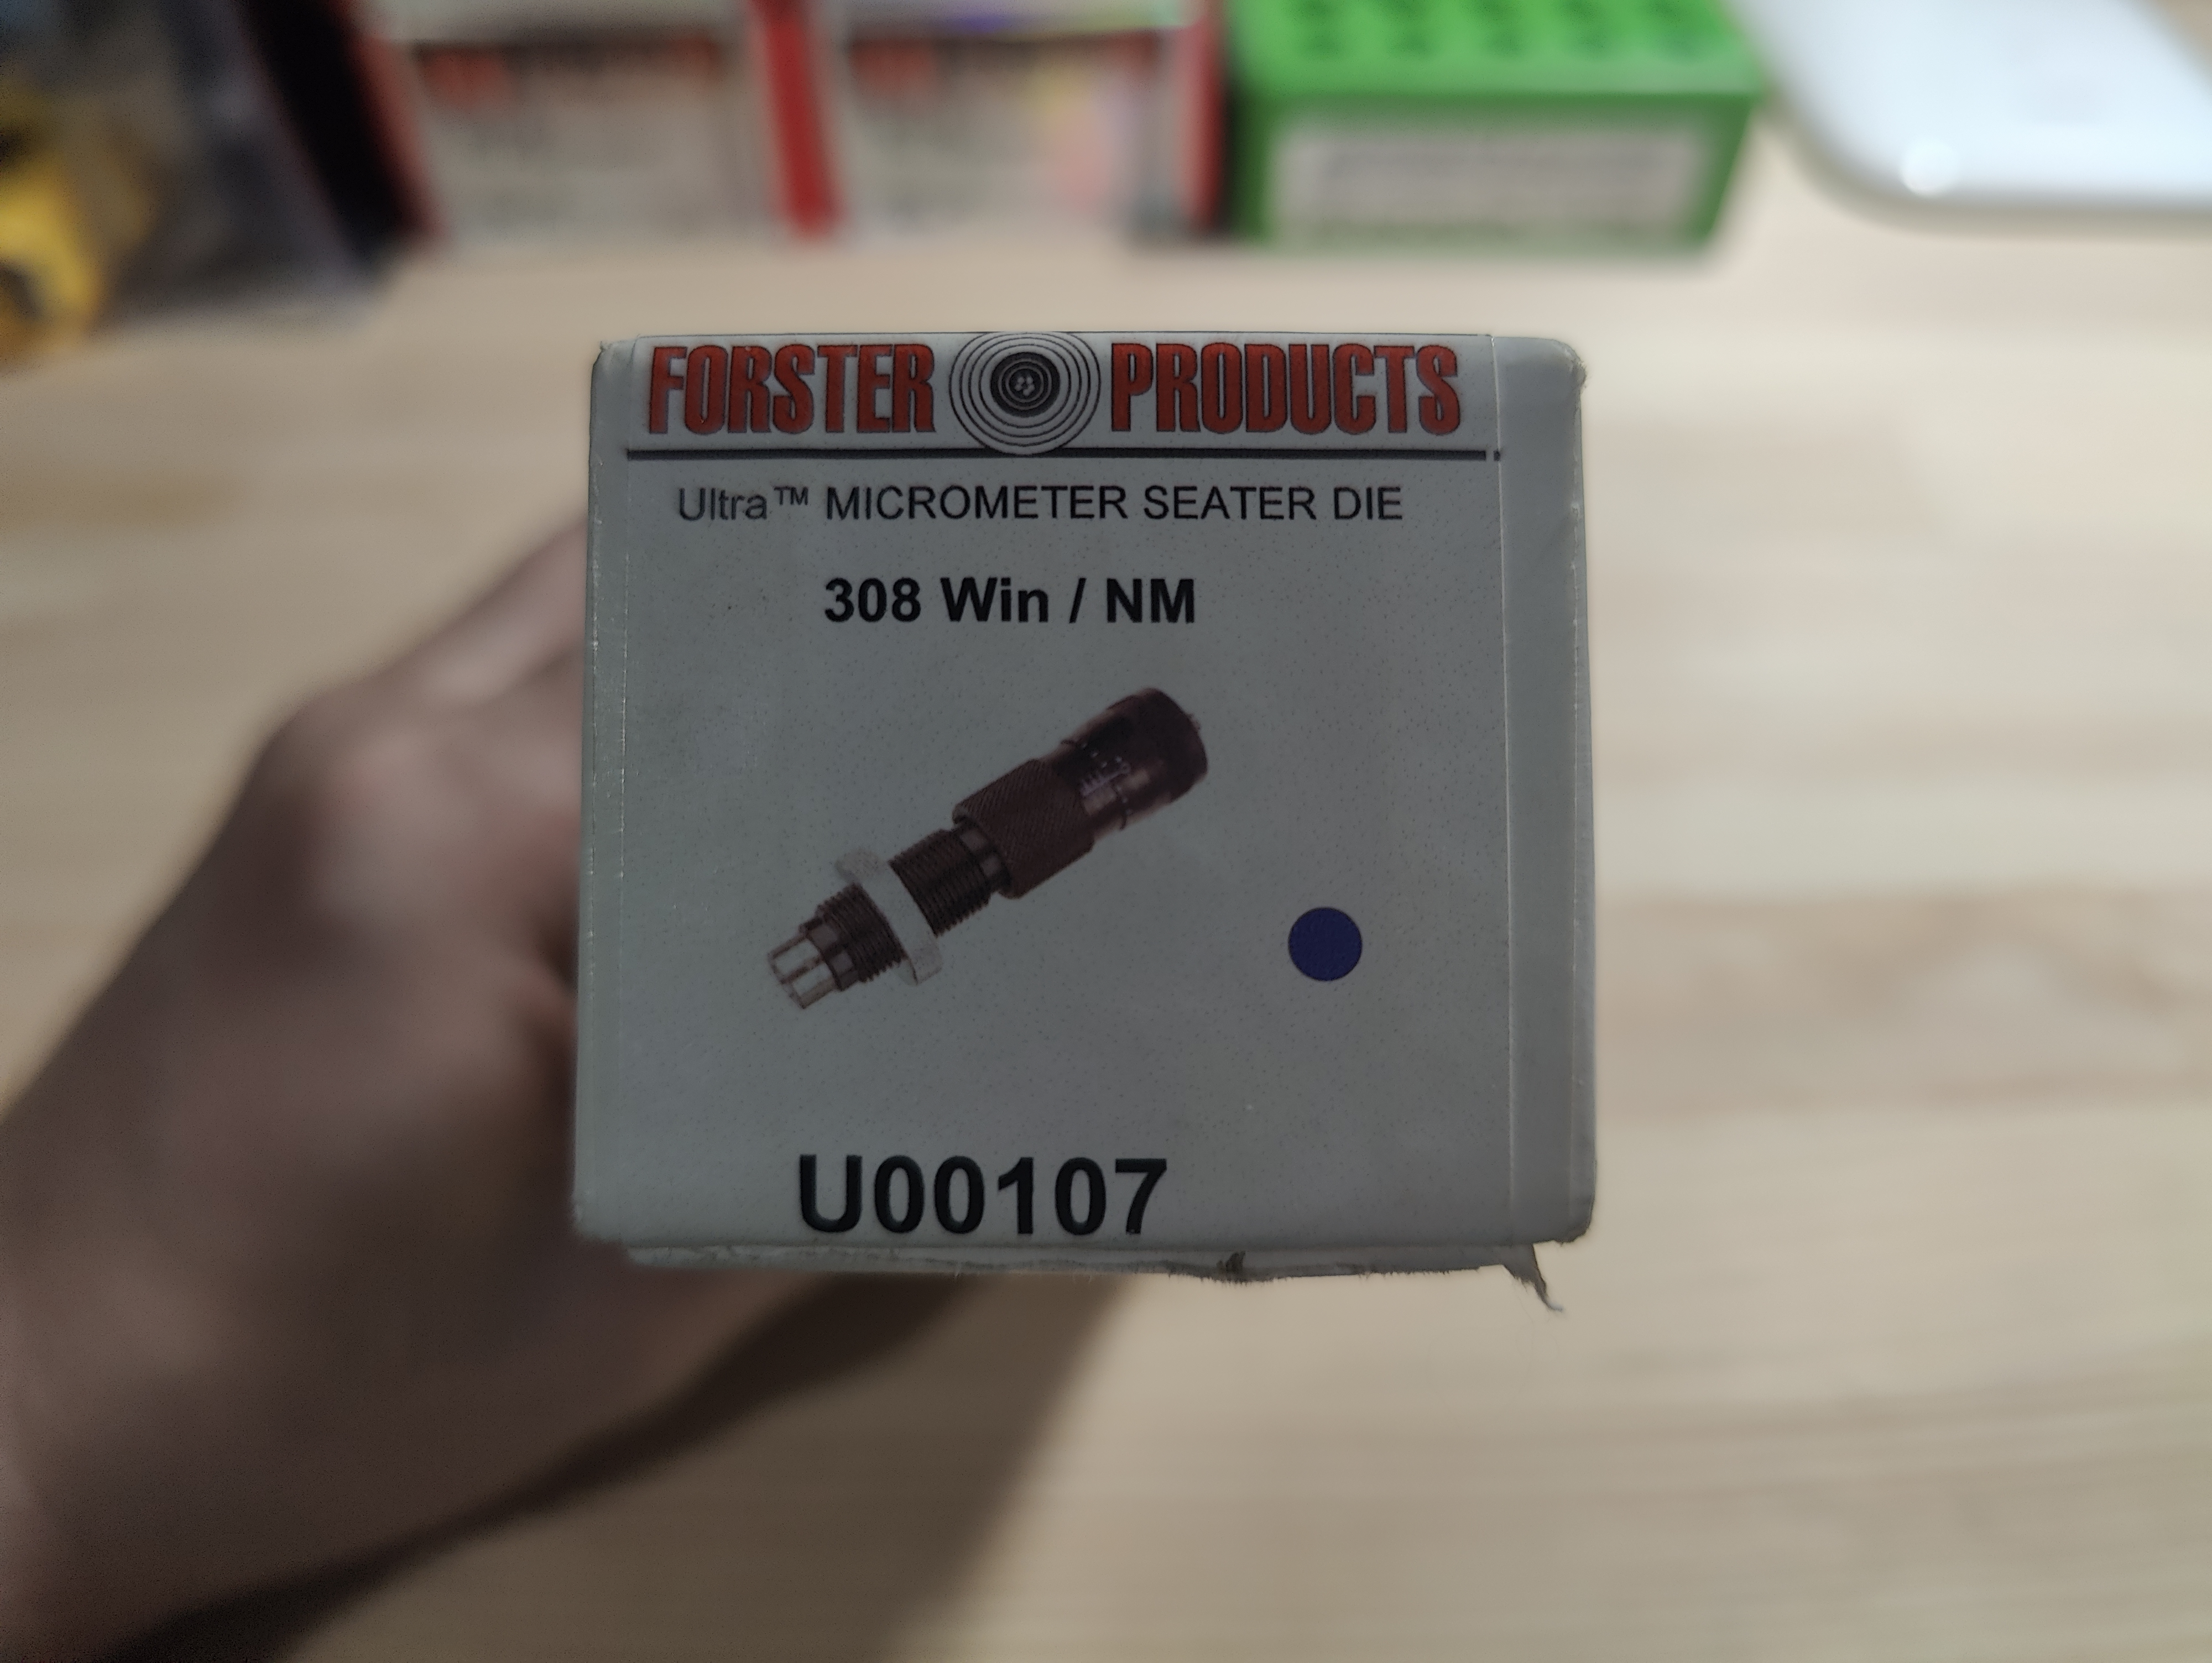 FORSTER PRODUCTS
Ultra™ MICROMETER SEATER DIE
308 Win / NM
U00107